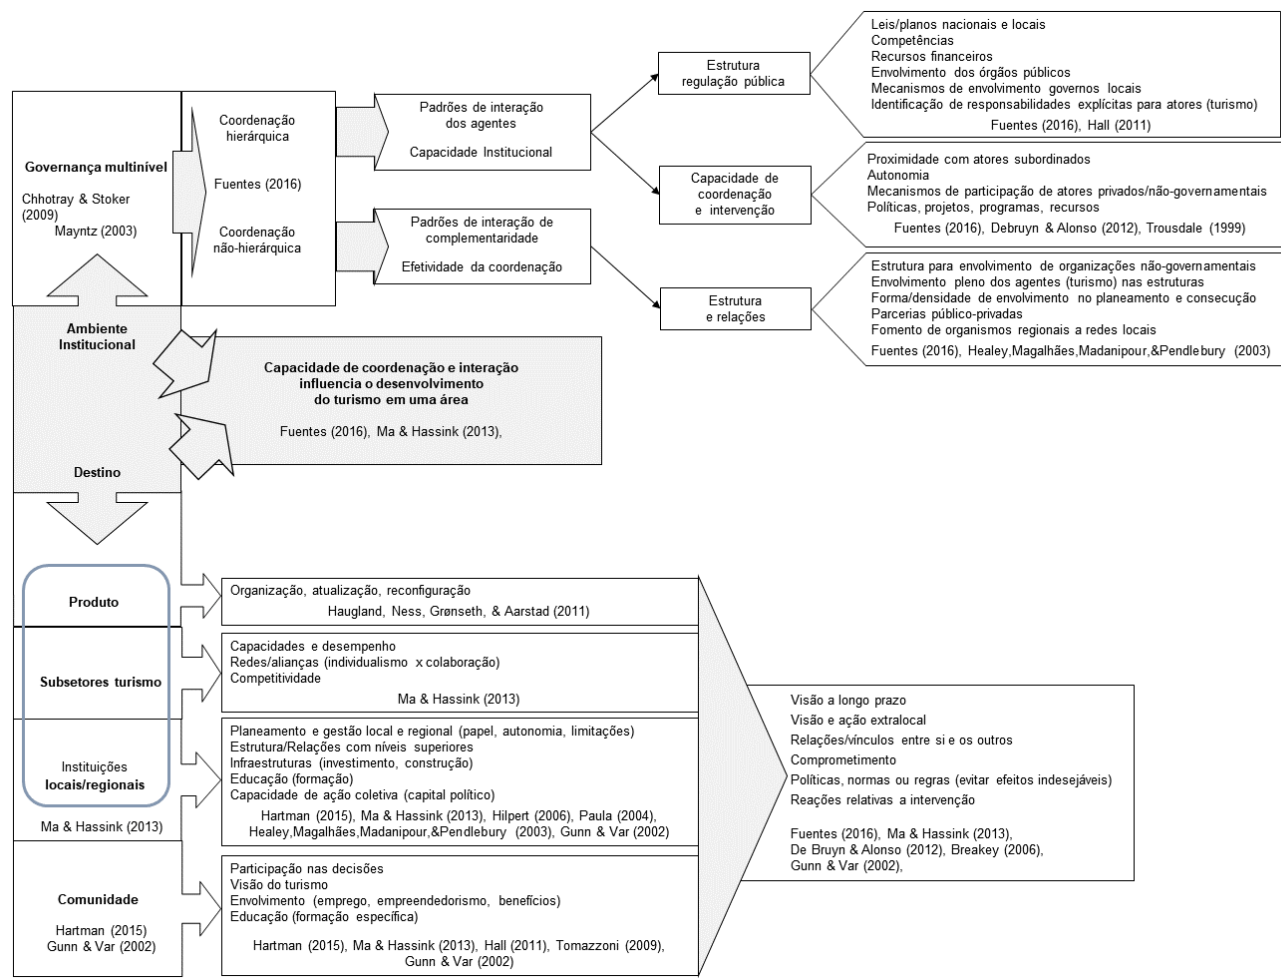 Governança multinível
Chhotray & Stoker
(2009)
Mayntz (2003)
Coordenação
hierárquica
Fuentes (2016)
Coordenação
não-hierárquica
Padrões de interação
dos agentes
Capacidade Institucional
Padrões de interação de
complementaridade
Efetividade da coordenação
Estrutura
regulação pública
Capacidade de
coordenação
e intervenção
Estrutura
e relações
Leis/planos nacionais e locais
Competências
Recursos financeiros
Envolvimento dos órgãos públicos
Mecanismos de envolvimento governos locais
Identificação de responsabilidades explícitas para atores (turismo)
Fuentes (2016), Hall (2011)
Proximidade com atores subordinados
Autonomia
Mecanismos de participação de atores privados/não-governamentais
Políticas, projetos, programas, recursos
Fuentes (2016), Debruyn & Alonso (2012), Trousdale (1999)
Estrutura para envolvimento de organizações não-governamentais
Envolvimento pleno dos agentes (turismo) nas estruturas
Forma/densidade de envolvimento no planeamento e consecução
Parcerias público-privadas
Fomento de organismos regionais a redes locais
Fuentes (2016), Healey,Magalhães,Madanipour,&Pendlebury (2003)
Ambiente
Institucional
Capacidade de coordenação e interação
influencia o desenvolvimento
do turismo em uma área
Fuentes (2016), Ma & Hassink (2013),
Destino
Produto
Organização, atualização, reconfiguração
Haugland, Ness, Grønseth, & Aarstad (2011)
Subsetores turismo
Capacidades e desempenho
Redes/alianças (individualismo x colaboração)
Competitividade
Ma & Hassink (2013)
Instituições
locais/regionais
Ma & Hassink (2013)
Planeamento e gestão local e regional (papel, autonomia, limitações)
Estrutura/Relações com níveis superiores
Infraestruturas (investimento, construção)
Educação (formação)
Capacidade de ação coletiva (capital político)
Hartman (2015), Ma & Hassink (2013), Hilpert (2006), Paula (2004),
Healey,Magalhães,Madanipour,&Pendlebury (2003), Gunn & Var (2002)
Comunidade
Hartman (2015)
Gunn & Var (2002)
Participação nas decisões
Visão do turismo
Envolvimento (emprego, empreendedorismo, benefícios)
Educação (formação específica)
Hartman (2015), Ma & Hassink (2013), Hall (2011), Tomazzoni (2009),
Gunn & Var (2002)
Visão a longo prazo
Visão e ação extralocal
Relações/vínculos entre si e os outros
Comprometimento
Políticas, normas ou regras (evitar efeitos indesejáveis)
Reações relativas a intervenção
Fuentes (2016), Ma & Hassink (2013),
De Bruyn & Alonso (2012), Breakey (2006),
Gunn & Var (2002),